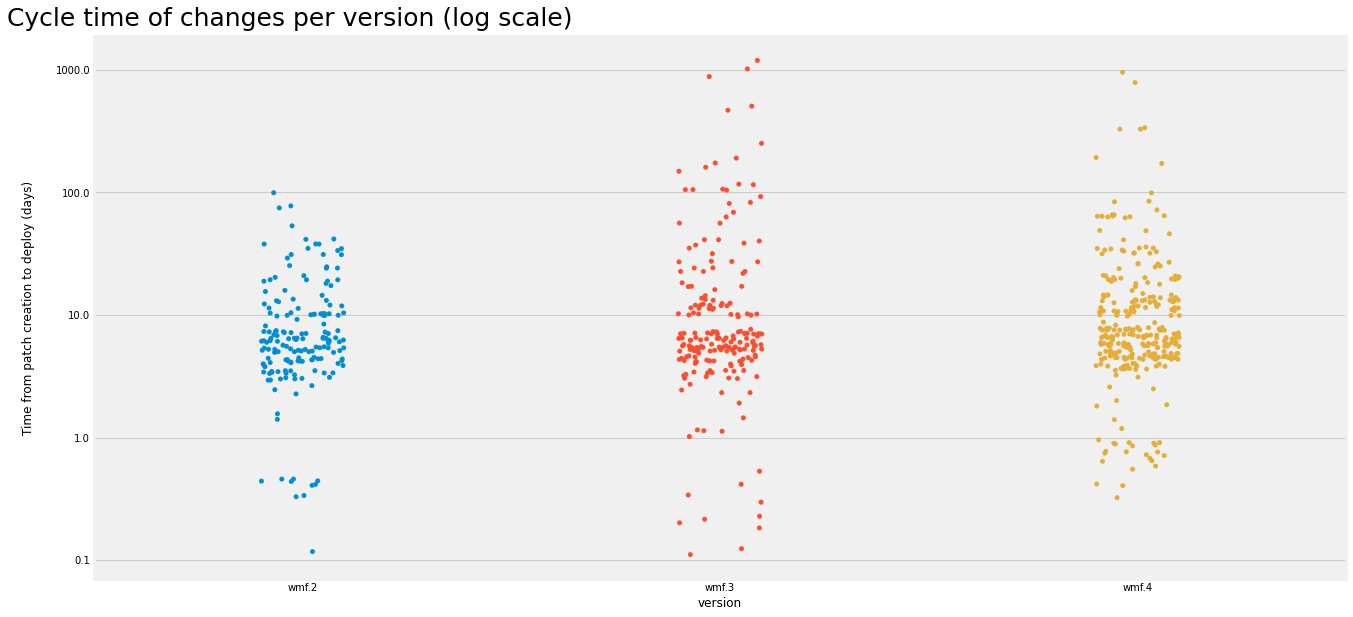 Cycle time of changes per version (log scale)
Time from patch creation to deploy (days)
1000.0
100.0
10.0
1.0
0.1
wmf.2
wmf.3
wmf.4
version